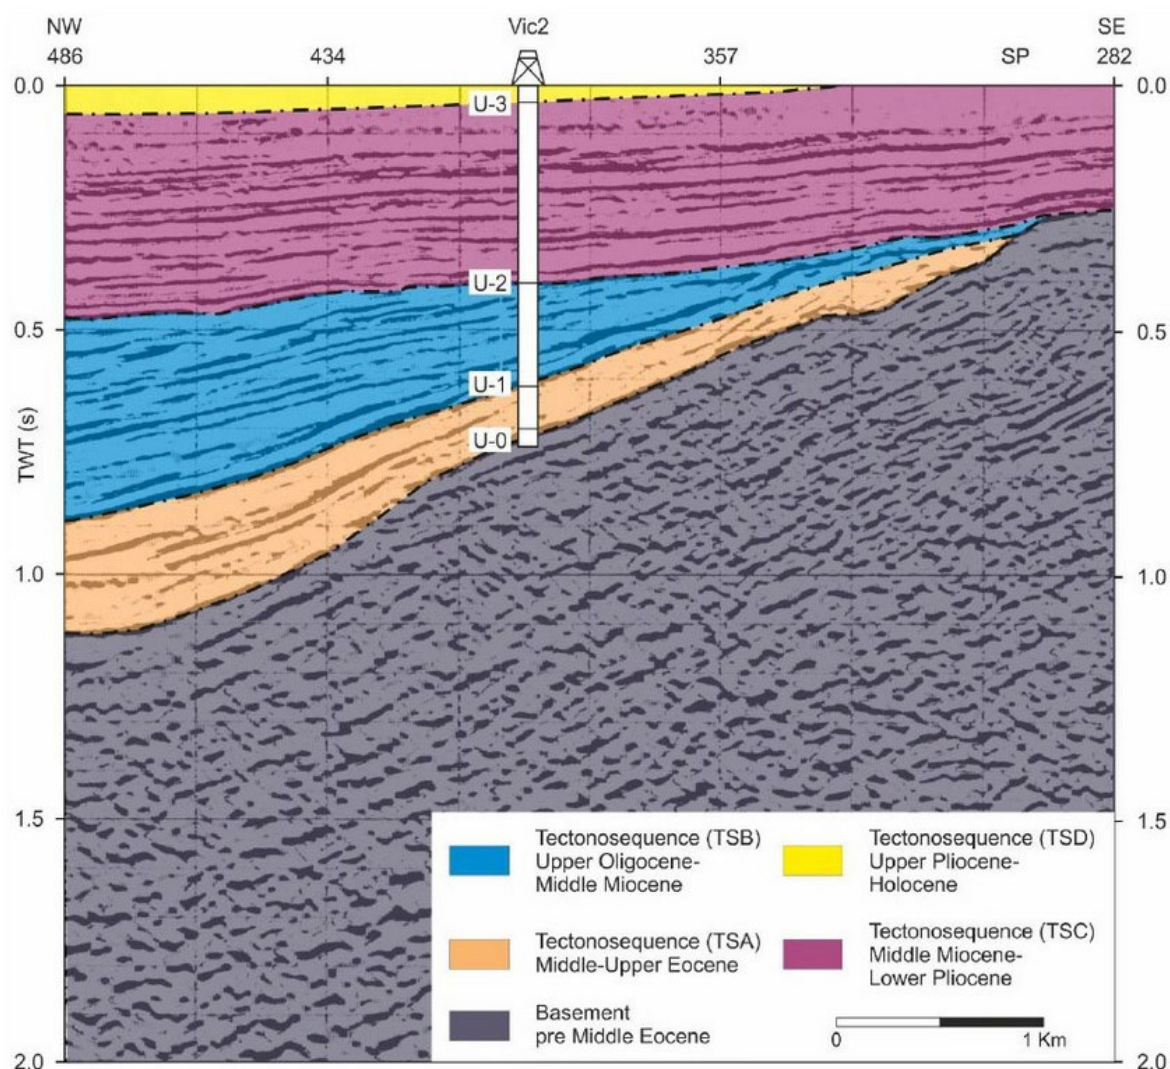 NW Vic2 SE
486 434 357 SP 282
0.0 0.0
U-3
U-2
0.5 0.5
U-1
U-0
TWT (s)
1.0 1.0
1.5 1.5
Tectonosequence (TSB)
Upper Oligocene-
Middle Miocene
Tectonosequence (TSD)
Upper Pliocene-
Holocene
Tectonosequence (TSA)
Middle-Upper Eocene
Tectonosequence (TSC)
Middle Miocene-
Lower Pliocene
Basement
pre Middle Eocene
0 1 Km
2.0 2.0